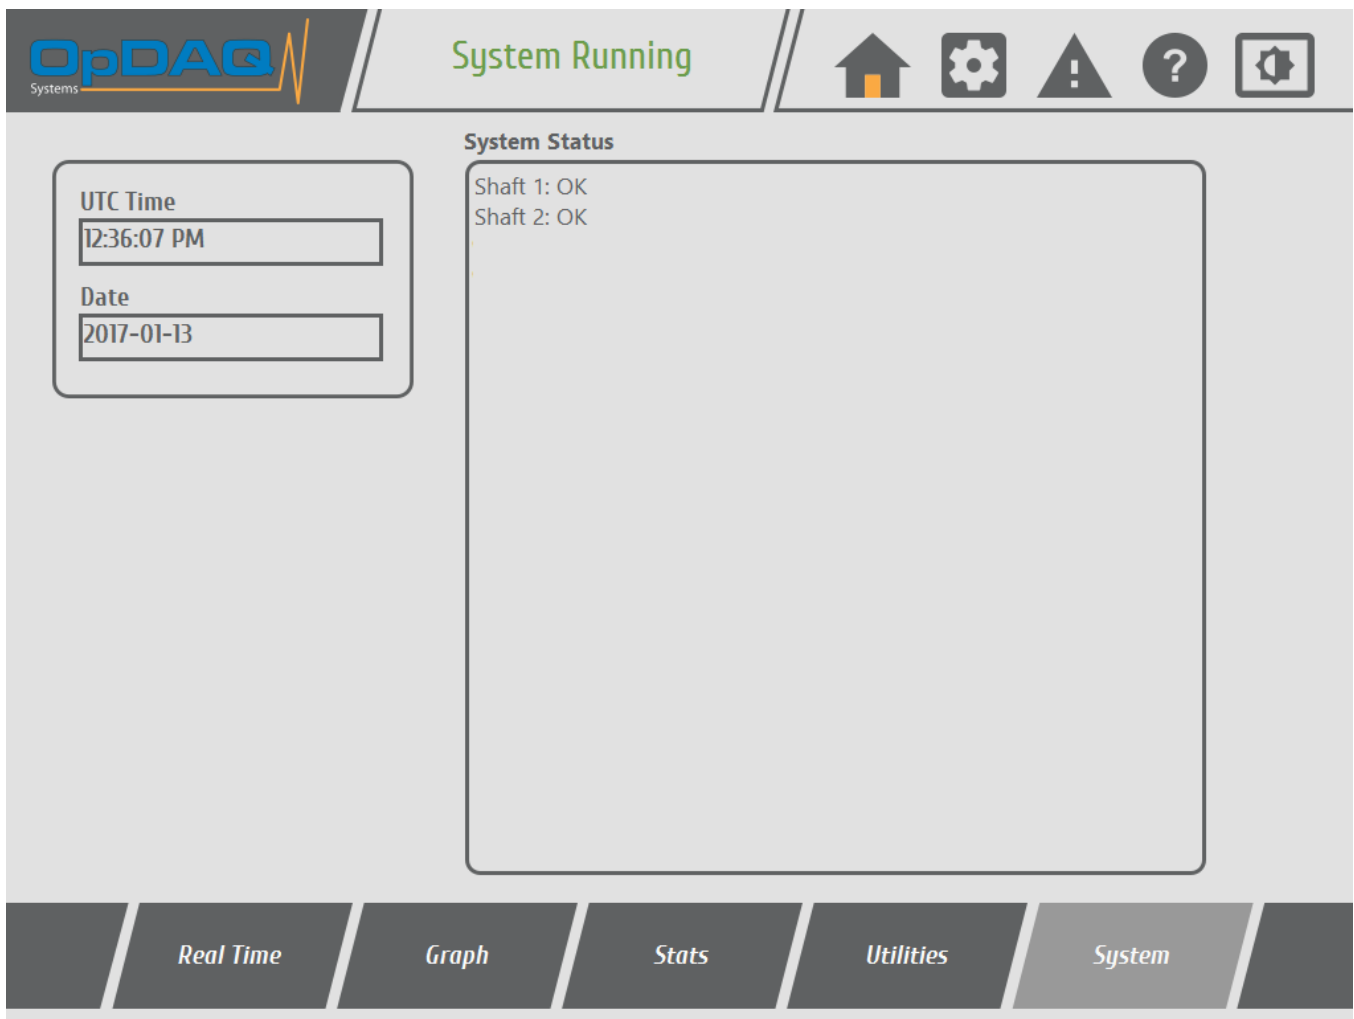 OpDAQ
Systems
System Running
System Status
UTC Time
12:36:07 PM
Date
2017-01-13
Shaft 1: OK
Shaft 2: OK
Real Time
Graph
Stats
Utilities
System